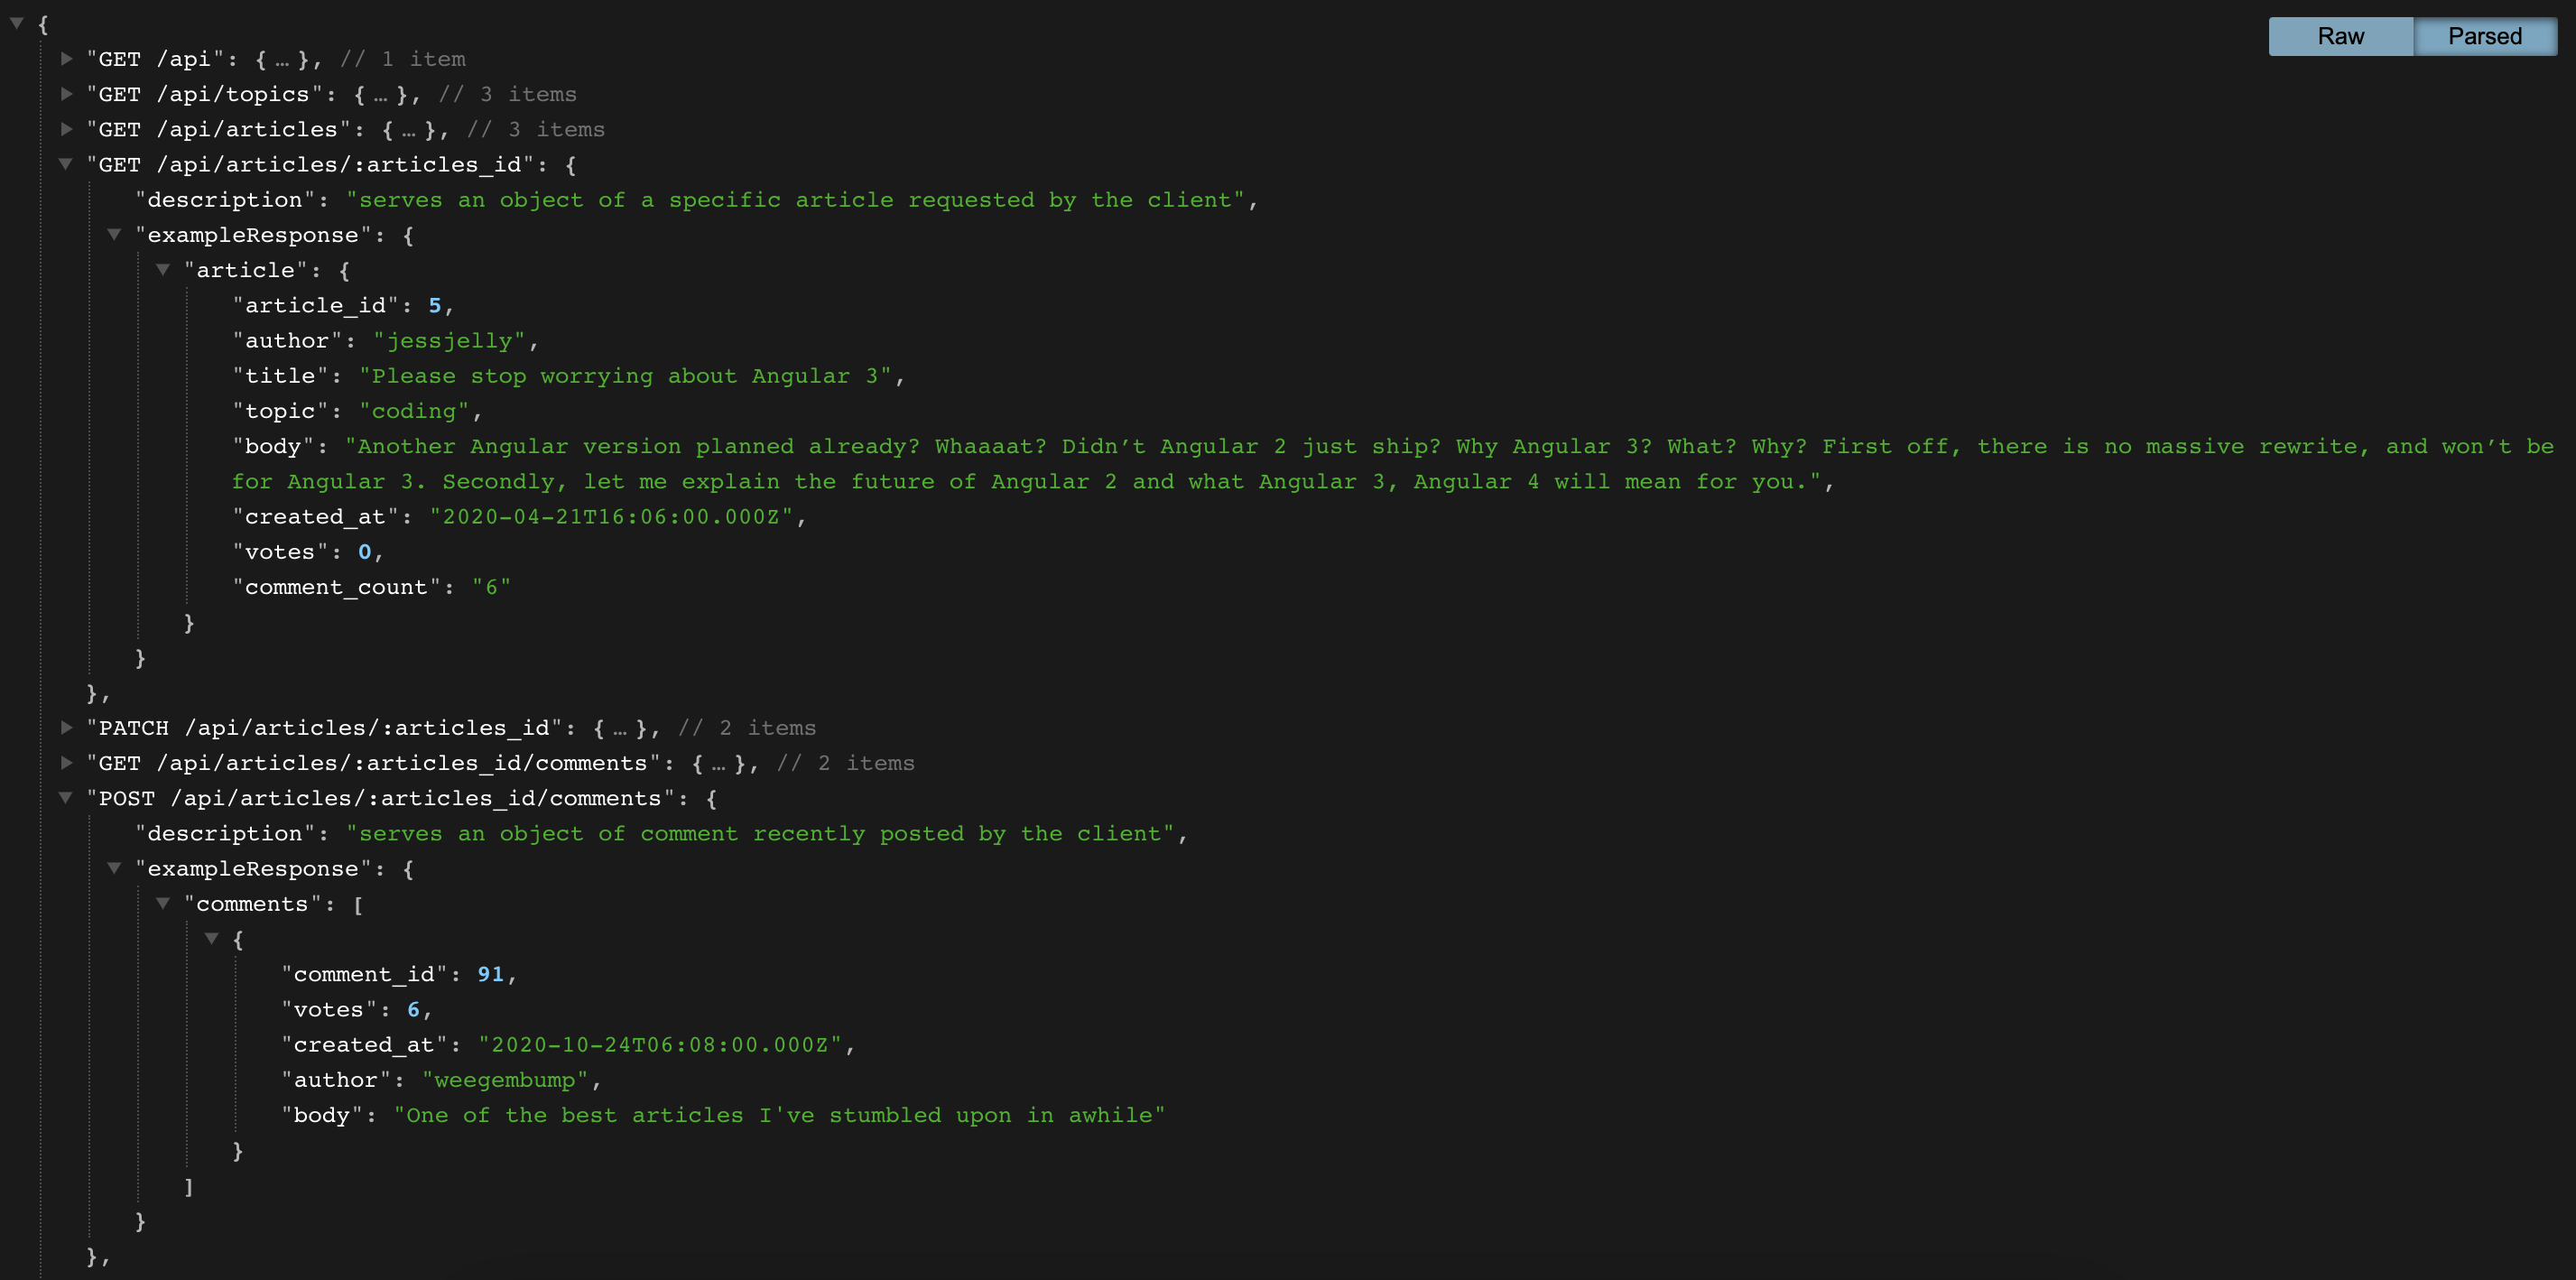 {
Raw Parsed
"GET /api": { … }, // 1 item
"GET /api/topics": { … }, // 3 items
"GET /api/articles": { … }, // 3 items
"GET /api/articles/:articles_id": {
"description": "serves an object of a specific article requested by the client",
"exampleResponse": {
"article": {
"article_id": 5,
"author": "jessjelly",
"title": "Please stop worrying about Angular 3",
"topic": "coding",
"body": "Another Angular version planned already? Whaaaat? Didn’t Angular 2 just ship? Why Angular 3? What? Why? First off, there is no massive rewrite, and won’t be
for Angular 3. Secondly, let me explain the future of Angular 2 and what Angular 3, Angular 4 will mean for you.",
"created_at": "2020-04-21T16:06:00.000Z",
"votes": 0,
"comment_count": "6"
}
}
},
"PATCH /api/articles/:articles_id": { … }, // 2 items
"GET /api/articles/:articles_id/comments": { … }, // 2 items
"POST /api/articles/:articles_id/comments": {
"description": "serves an object of comment recently posted by the client",
"exampleResponse": {
"comments": [
{
"comment_id": 91,
"votes": 6,
"created_at": "2020-10-24T06:08:00.000Z",
"author": "weegembump",
"body": "One of the best articles I've stumbled upon in awhile"
}
]
}
},